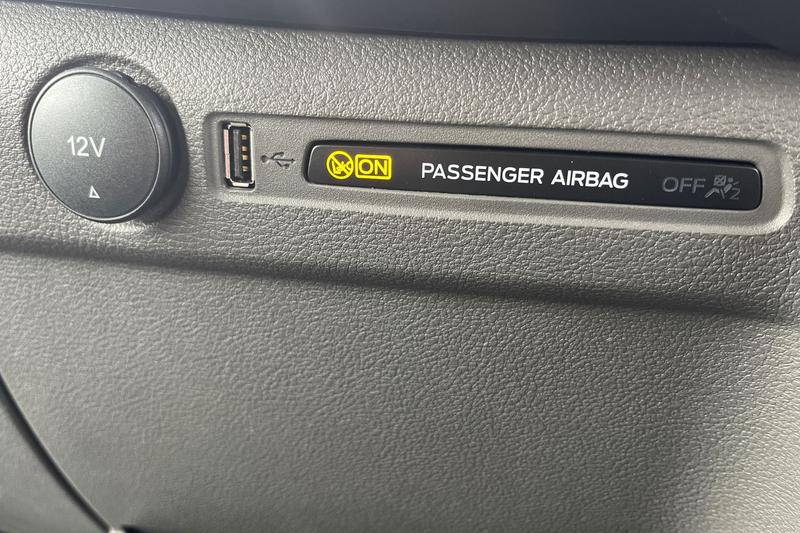 12V
ON PASSENGER AIRBAG OFF 2